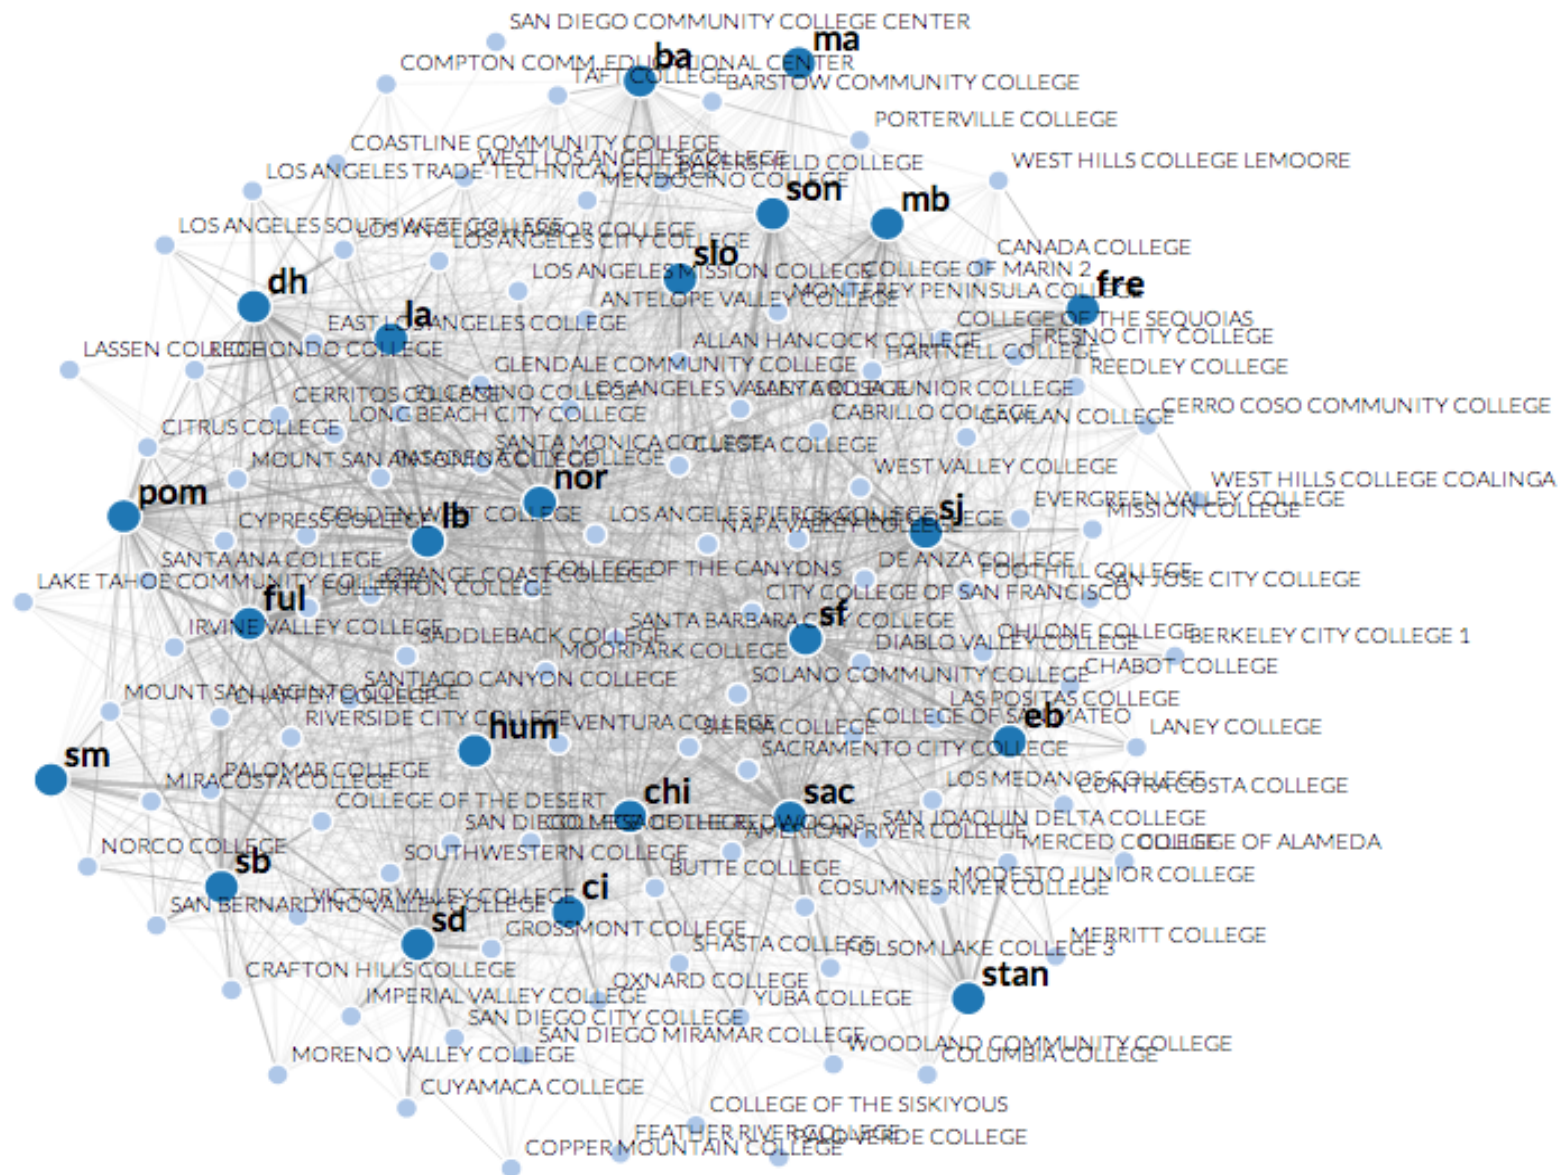 SAN DIEGO COMMUNITY COLLEGE CENTER
ma
ba
COMPTON COMM. EDUCATIONAL CENTER
TAFT COLLEGE
BARSTOW COMMUNITY COLLEGE
PORTERVILLE COLLEGE
COASTLINE COMMUNITY COLLEGE
WEST LOS ANGELES COLLEGE
BAKERSFIELD COLLEGE
WEST HILLS COLLEGE LEMOORE
LOS ANGELES TRADE-TECHNICAL COLLEGE
MENDOCINO COLLEGE
son
mb
LOS ANGELES SOUTHWEST COLLEGE
LOS ANGELES HARBOR COLLEGE
LOS ANGELES CITY COLLEGE
CANADA COLLEGE
slo
LOS ANGELES MISSION COLLEGE
COLLEGE OF MARIN 2
dh
fre
MONTEREY PENINSULA COLLEGE
ANTELOPE VALLEY COLLEGE
la
EAST LOS ANGELES COLLEGE
COLLEGE OF THE SEQUOIAS
FRESNO CITY COLLEGE
ALLAN HANCOCK COLLEGE
LASSEN COLLEGE
RIO HONDO COLLEGE
HARTNELL COLLEGE
GLENDALE COMMUNITY COLLEGE
REEDLEY COLLEGE
CERRITOS COLLEGE
EL CAMINO COLLEGE
LOS ANGELES VALLEY COLLEGE
SANTA ROSA JUNIOR COLLEGE
CERRO COSO COMMUNITY COLLEGE
LONG BEACH CITY COLLEGE
CABRILLO COLLEGE
GAVILAN COLLEGE
CITRUS COLLEGE
SANTA MONICA COLLEGE
CUESTA COLLEGE
MOUNT SAN ANTONIO COLLEGE
PASADENA CITY COLLEGE
WEST VALLEY COLLEGE
nor
WEST HILLS COLLEGE COALINGA
pom
EVERGREEN VALLEY COLLEGE
MISSION COLLEGE
lb
sj
CYPRESS COLLEGE
GOLDEN WEST COLLEGE
LOS ANGELES PIERCE COLLEGE
NAPA VALLEY COLLEGE
SANTA ANA COLLEGE
DE ANZA COLLEGE
COLLEGE OF THE CANYONS
FOOTHILL COLLEGE
LAKE TAHOE COMMUNITY COLLEGE
ORANGE COAST COLLEGE
SAN JOSE CITY COLLEGE
FULLERTON COLLEGE
CITY COLLEGE OF SAN FRANCISCO
ful
sf
SANTA BARBARA CITY COLLEGE
IRVINE VALLEY COLLEGE
SADDLEBACK COLLEGE
OHLONE COLLEGE
BERKELEY CITY COLLEGE 1
MOORPARK COLLEGE
DIABLO VALLEY COLLEGE
CHABOT COLLEGE
SANTIAGO CANYON COLLEGE
SOLANO COMMUNITY COLLEGE
MOUNT SAN JACINTO COLLEGE
CHAFFEY COLLEGE
LAS POSITAS COLLEGE
RIVERSIDE CITY COLLEGE
hum
VENTURA COLLEGE
SIERRA COLLEGE
COLLEGE OF SAN MATEO
eb
LANEY COLLEGE
sm
SACRAMENTO CITY COLLEGE
PALOMAR COLLEGE
MIRACOSTA COLLEGE
LOS MEDANOS COLLEGE
CONTRA COSTA COLLEGE
COLLEGE OF THE DESERT
chi
sac
SAN DIEGO MESA COLLEGE
COLLEGE OF THE REDWOODS
SAN JOAQUIN DELTA COLLEGE
AMERICAN RIVER COLLEGE
NORCO COLLEGE
MERCED COLLEGE
COLLEGE OF ALAMEDA
sb
SOUTHWESTERN COLLEGE
BUTTE COLLEGE
MODESTO JUNIOR COLLEGE
VICTOR VALLEY COLLEGE
ci
COSUMNES RIVER COLLEGE
SAN BERNARDINO VALLEY COLLEGE
sd
GROSSMONT COLLEGE
SHASTA COLLEGE
FOLSOM LAKE COLLEGE 3
MERRITT COLLEGE
CRAFTON HILLS COLLEGE
stan
OXNARD COLLEGE
IMPERIAL VALLEY COLLEGE
YUBA COLLEGE
SAN DIEGO CITY COLLEGE
SAN DIEGO MIRAMAR COLLEGE
WOODLAND COMMUNITY COLLEGE
MORENO VALLEY COLLEGE
COLUMBIA COLLEGE
CUYAMACA COLLEGE
COLLEGE OF THE SISKIYOUS
FEATHER RIVER COLLEGE
PALO VERDE COLLEGE
COPPER MOUNTAIN COLLEGE